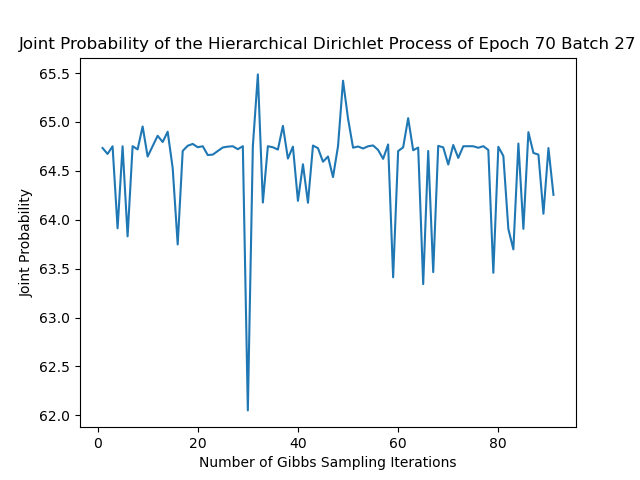 Joint Probability of the Hierarchical Dirichlet Process of Epoch 70 Batch 27
65.5
65.0
64.5
64.0
63.5
63.0
62.5
62.0
Joint Probability
0 20 40 60 80
Number of Gibbs Sampling Iterations